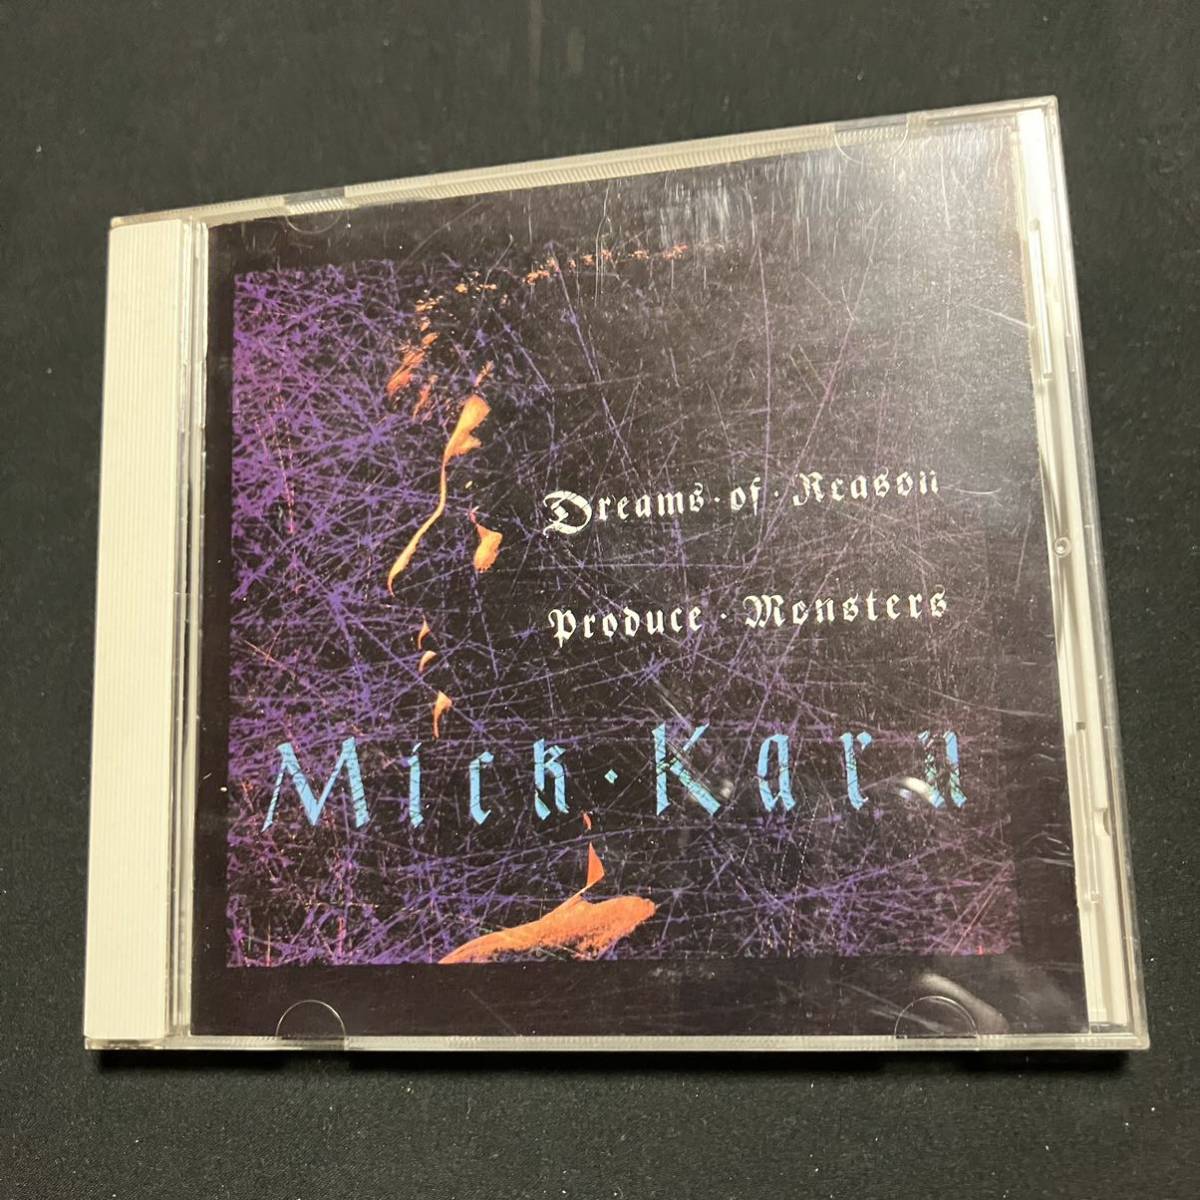 Dreams · of · Reason
Produce · Monsters
Mick · Karn